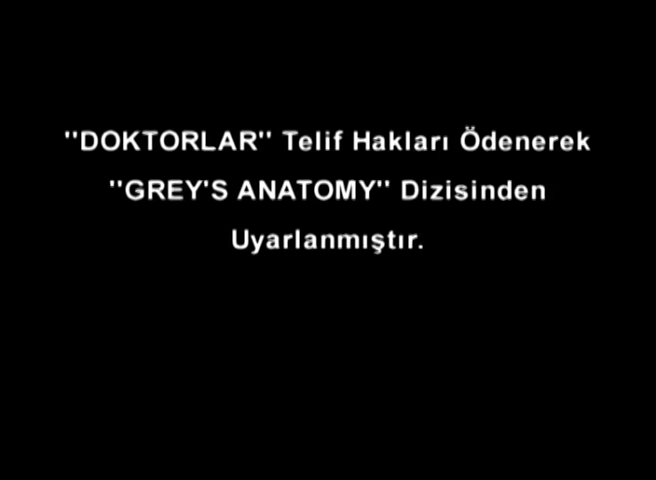 "DOKTORLAR" Telif Hakları Ödenerek
"GREY'S ANATOMY" Dizisinden
Uyarlanmıştır.